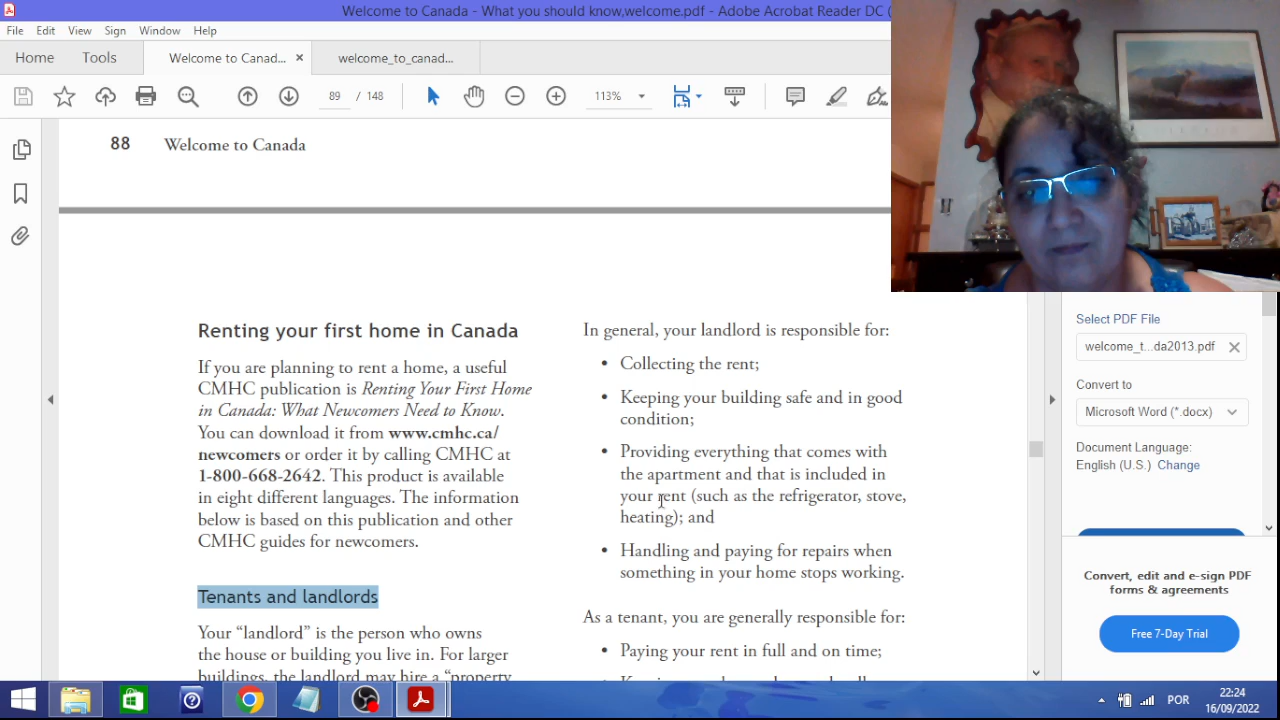 Welcome to Canada - What you should know,welcome.pdf - Adobe Acrobat Reader DC (
File Edit View Sign Window Help
Home Tools Welcome to Canad... × welcome_to_canad...
89 / 148 113%
88 Welcome to Canada
Renting your first home in Canada
If you are planning to rent a home, a useful
CMHC publication is Renting Your First Home
in Canada: What Newcomers Need to Know.
You can download it from www.cmhc.ca/
newcomers or order it by calling CMHC at
1-800-668-2642. This product is available
in eight different languages. The information
below is based on this publication and other
CMHC guides for newcomers.
Tenants and landlords
Your “landlord” is the person who owns
the house or building you live in. For larger
buildings, the landlord may hire a “property
In general, your landlord is responsible for:
• Collecting the rent;
• Keeping your building safe and in good
condition;
• Providing everything that comes with
the apartment and that is included in
your rent (such as the refrigerator, stove,
heating); and
• Handling and paying for repairs when
something in your home stops working.
As a tenant, you are generally responsible for:
• Paying your rent in full and on time;
Select PDF File
welcome_t...da2013.pdf ×
Convert to
Microsoft Word (*.docx)
Document Language:
English (U.S.) Change
Convert, edit and e-sign PDF
forms & agreements
Free 7-Day Trial
POR
22:24
16/09/2022